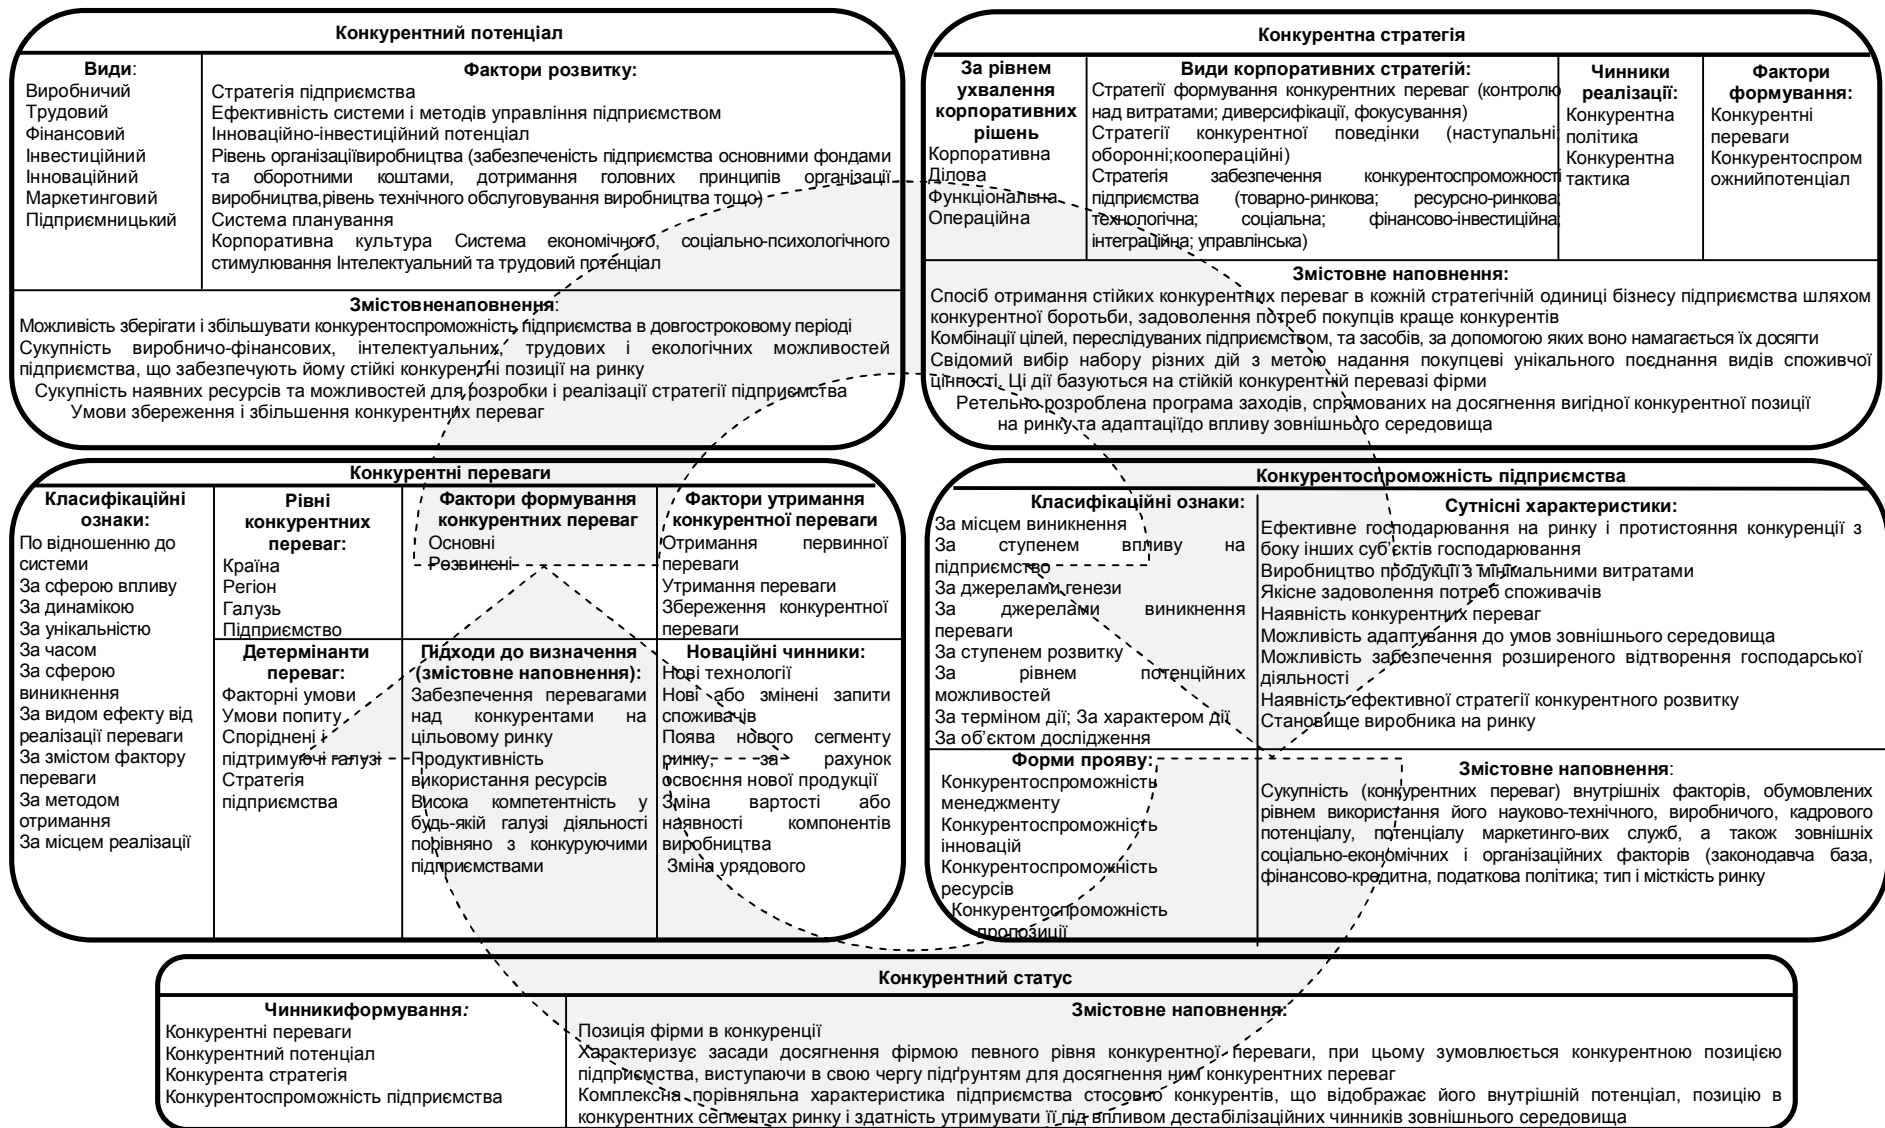 Конкурентний потенціал
Види:
Виробничий
Трудовий
Фінансовий
Інвестиційний
Інноваційний
Маркетинговий
Підприємницький
Фактори розвитку:
Стратегія підприємства
Ефективність системи і методів управління підприємством
Інноваційно-інвестиційний потенціал
Рівень організаціївиробництва (забезпеченість підприємства основними фондами
та оборотними коштами, дотримання головних принципів організації
виробництва,рівень технічного обслуговування виробництва тощо)
Система планування
Корпоративна культура Система економічного, соціально-психологічного
стимулювання Інтелектуальний та трудовий потенціал
Змістовненаповнення:
Можливість зберігати і збільшувати конкурентоспроможність підприємства в довгостроковому періоді
Сукупність виробничо-фінансових, інтелектуальних, трудових і екологічних можливостей
підприємства, що забезпечують йому стійкі конкурентні позиції на ринку
Сукупність наявних ресурсів та можливостей для розробки і реалізації стратегії підприємства
Умови збереження і збільшення конкурентних переваг
Конкурентна стратегія
За рівнем
ухвалення
корпоративних
рішень
Корпоративна
Ділова
Функціональна
Операційна
Види корпоративних стратегій:
Стратегії формування конкурентних переваг (контролю
над витратами; диверсифікації, фокусування)
Стратегії конкурентної поведінки (наступальні;
оборонні;коопераційні)
Стратегія забезпечення конкурентоспроможності
підприємства (товарно-ринкова; ресурсно-ринкова;
технологічна; соціальна; фінансово-інвестиційна;
інтеграційна; управлінська)
Чинники
реалізації:
Конкурентна
політика
Конкурентна
тактика
Фактори
формування:
Конкурентні
переваги
Конкурентоспром
ожнийпотенціал
Змістовне наповнення:
Спосіб отримання стійких конкурентних переваг в кожній стратегічній одиниці бізнесу підприємства шляхом
конкурентної боротьби, задоволення потреб покупців краще конкурентів
Комбінації цілей, переслідуваних підприємством, та засобів, за допомогою яких воно намагається їх досягти
Свідомий вибір набору різних дій з метою надання покупцеві унікального поєднання видів споживчої
цінності. Ці дії базуються на стійкій конкурентній перевазі фірми
Ретельно розроблена програма заходів, спрямованих на досягнення вигідної конкурентної позиції
на ринку та адаптаціїдо впливу зовнішнього середовища
Конкурентні переваги
Класифікаційні
ознаки:
По відношенню до
системи
За сферою впливу
За динамікою
За унікальністю
За часом
За сферою
виникнення
За видом ефекту від
реалізації переваги
За змістом фактору
переваги
За методом
отримання
За місцем реалізації
Рівні
конкурентних
переваг:
Країна
Регіон
Галузь
Підприємство
Фактори формування
конкурентних переваг
Основні
Розвинені
Фактори утримання
конкурентної переваги
Отримання первинної
переваги
Утримання переваги
Збереження конкурентної
переваги
Детермінанти
переваг:
Факторні умови
Умови попиту
Споріднені і
підтримуючі галузі
Стратегія
підприємства
Підходи до визначення
(змістовне наповнення):
Забезпечення перевагами
над конкурентами на
цільовому ринку
Продуктивність
використання ресурсів
Висока компетентність у
будь-якій галузі діяльності
порівняно з конкуруючими
підприємствами
Новаційні чинники:
Нові технології
Нові або змінені запити
споживачів
Поява нового сегменту
ринку, за рахунок
освоєння нової продукції
Зміна вартості або
наявності компонентів
виробництва
Зміна урядового
Конкурентоспроможність підприємства
Класифікаційні ознаки:
За місцем виникнення
За ступенем впливу на
підприємство
За джерелами генези
За джерелами виникнення
переваги
За ступенем розвитку
За рівнем потенційних
можливостей
За терміном дії; За характером дії
За об’єктом дослідження
Сутнісні характеристики:
Ефективне господарювання на ринку і протистояння конкуренції з
боку інших суб’єктів господарювання
Виробництво продукції з мінімальними витратами
Якісне задоволення потреб споживачів
Наявність конкурентних переваг
Можливість адаптування до умов зовнішнього середовища
Можливість забезпечення розширеного відтворення господарської
діяльності
Наявність ефективної стратегії конкурентного розвитку
Становище виробника на ринку
Форми прояву:
Конкурентоспроможність
менеджменту
Конкурентоспроможність
інновацій
Конкурентоспроможність
ресурсів
Конкурентоспроможність
пропозиції
Змістовне наповнення:
Сукупність (конкурентних переваг) внутрішніх факторів, обумовлених
рівнем використання його науково-технічного, виробничого, кадрового
потенціалу, потенціалу маркетинго-вих служб, а також зовнішніх
соціально-економічних і організаційних факторів (законодавча база,
фінансово-кредитна, податкова політика; тип і місткість ринку
Конкурентний статус
Чинникиформування:
Конкурентні переваги
Конкурентний потенціал
Конкурента стратегія
Конкурентоспроможність підприємства
Змістовне наповнення:
Позиція фірми в конкуренції
Характеризує засади досягнення фірмою певного рівня конкурентної переваги, при цьому зумовлюється конкурентною позицією
підприємства, виступаючи в свою чергу підґрунтям для досягнення ним конкурентних переваг
Комплексна порівняльна характеристика підприємства стосовно конкурентів, що відображає його внутрішній потенціал, позицію в
конкурентних сегментах ринку і здатність утримувати її під впливом дестабілізаційних чинників зовнішнього середовища